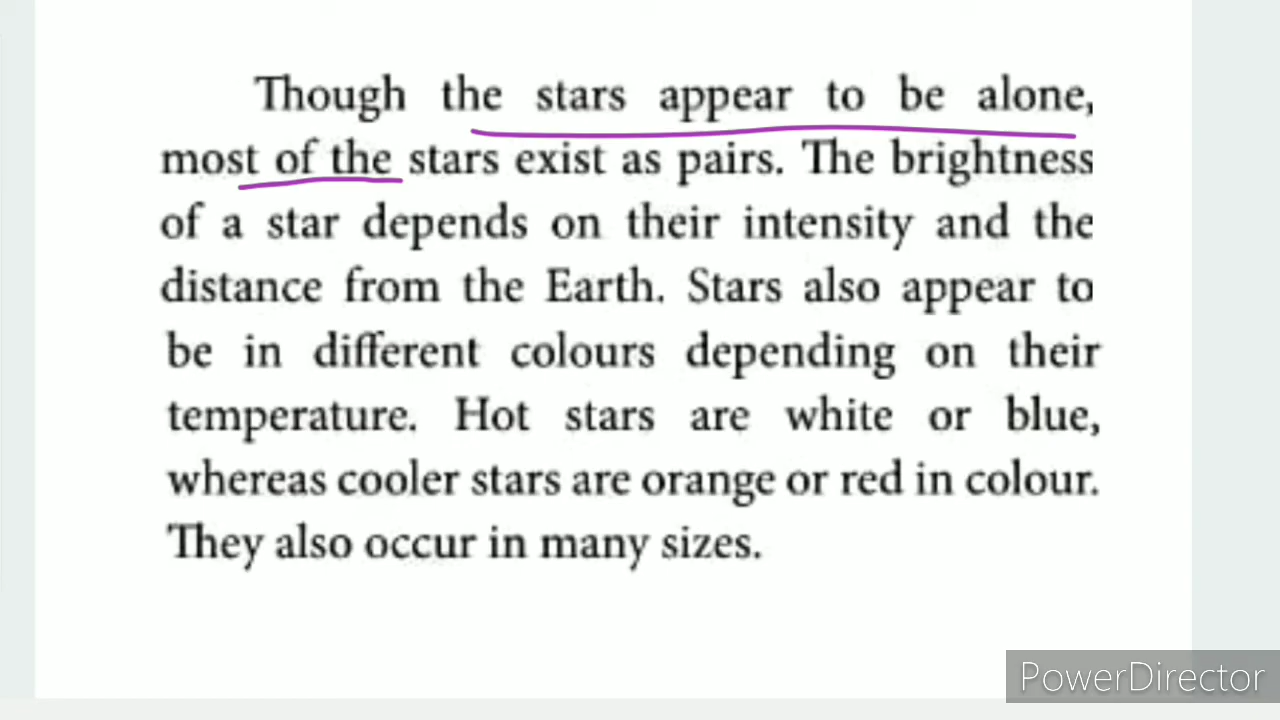 Though the stars appear to be alone,
most of the stars exist as pairs. The brightness
of a star depends on their intensity and the
distance from the Earth. Stars also appear to
be in different colours depending on their
temperature. Hot stars are white or blue,
whereas cooler stars are orange or red in colour.
They also occur in many sizes.
PowerDirector